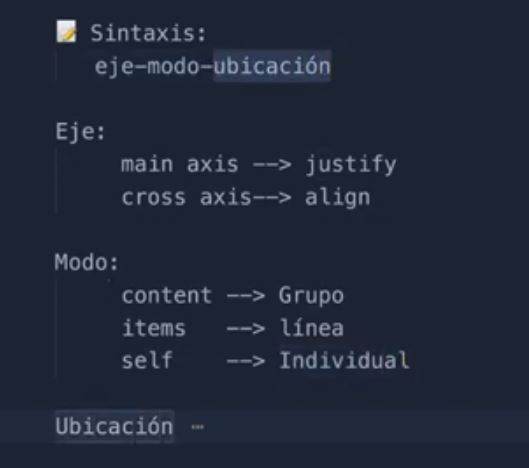 📝 Sintaxis:
eje-modo-ubicación
Eje:
main axis --> justify
cross axis--> align
Modo:
content --> Grupo
items --> línea
self --> Individual
Ubicación ⋯